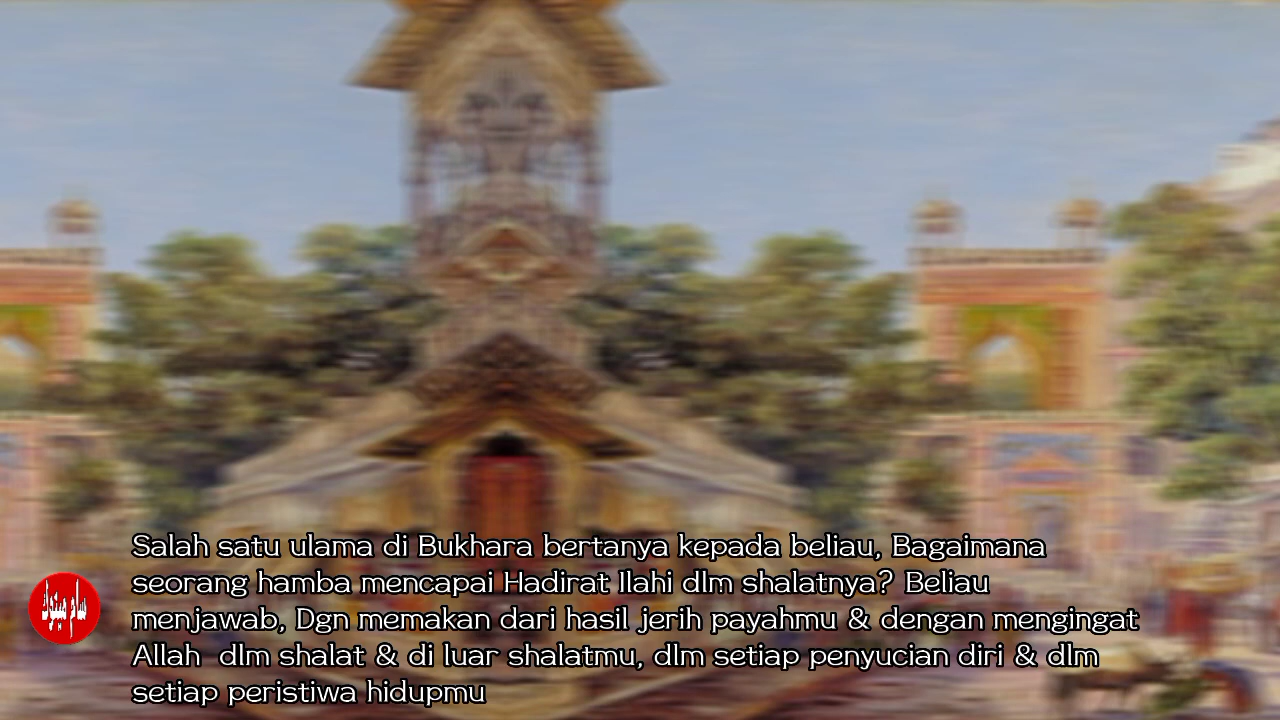 Salah satu ulama di Bukhara bertanya kepada beliau, Bagaimana
seorang hamba mencapai Hadirat Ilahi dlm shalatnya? Beliau
menjawab, Dgn memakan dari hasil jerih payahmu & dengan mengingat
Allah  dlm shalat & di luar shalatmu, dlm setiap penyucian diri & dlm
setiap peristiwa hidupmu